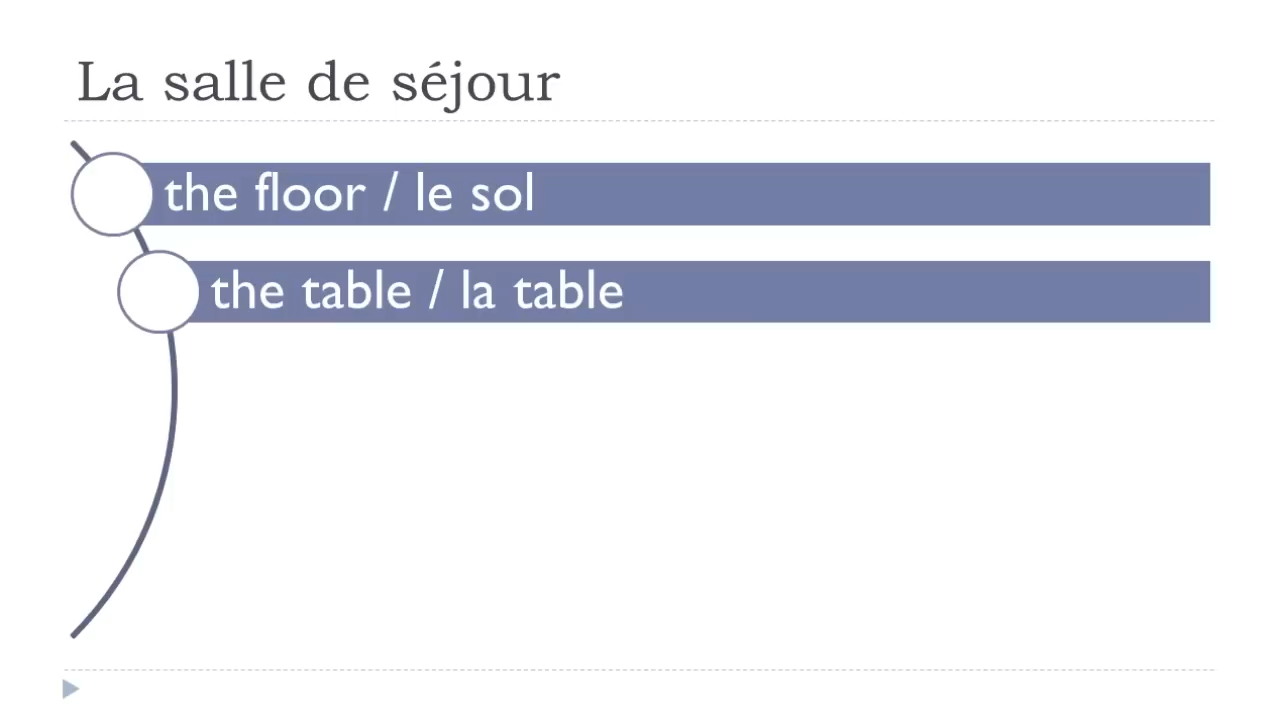 La salle de séjour
the floor / le sol
the table / la table